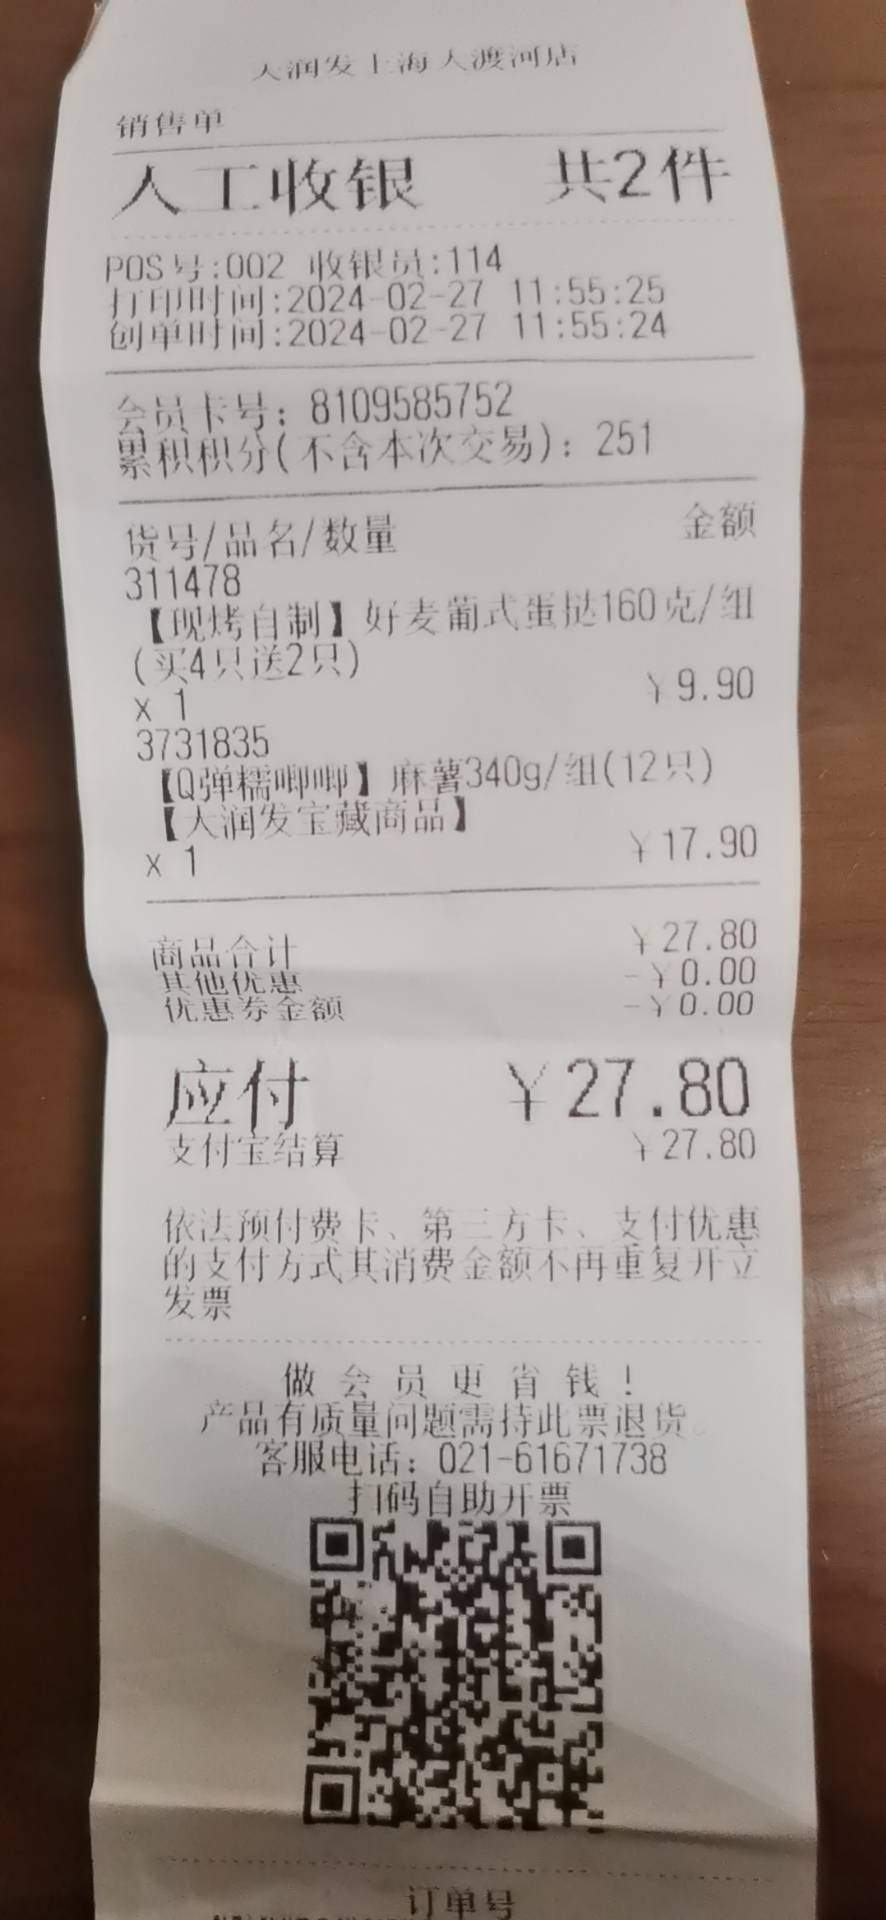 大润发上海大渡河店
销售单
人工收银 共2件
POS号:002 收银员:114
打印时间:2024-02-27 11:55:25
创单时间:2024-02-27 11:55:24
会员卡号：8109585752
累积积分(不含本次交易)：251
货号/品名/数量 金额
311478
【现烤自制】好麦葡式蛋挞160克/组
(买4只送2只)
x 1 ¥9.90
3731835
【Q弹糯唧唧】麻薯340g/组(12只)
【大润发宝藏商品】
x 1 ¥17.90
商品合计 ¥27.80
其他优惠 -¥0.00
优惠券金额 -¥0.00
应付 ¥27.80
支付宝结算 ¥27.80
依法预付费卡、第三方卡、支付优惠
的支付方式其消费金额不再重复开立
发票
做会员更省钱！
产品有质量问题需持此票退货。
客服电话：021-61671738
扫码自助开票
订单号